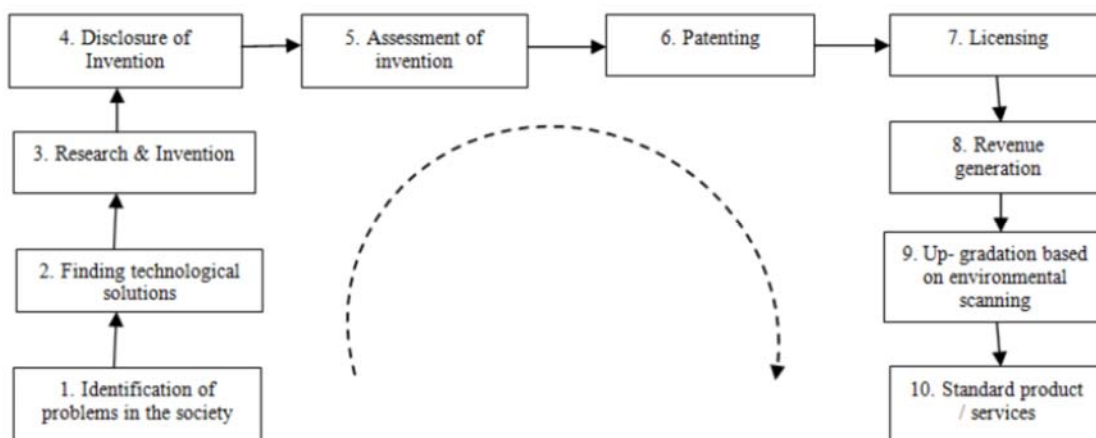 1. Identification of
problems in the society
2. Finding technological
solutions
3. Research & Invention
4. Disclosure of
Invention
5. Assessment of
invention
6. Patenting
7. Licensing
8. Revenue
generation
9. Up- gradation based
on environmental
scanning
10. Standard product
/ services